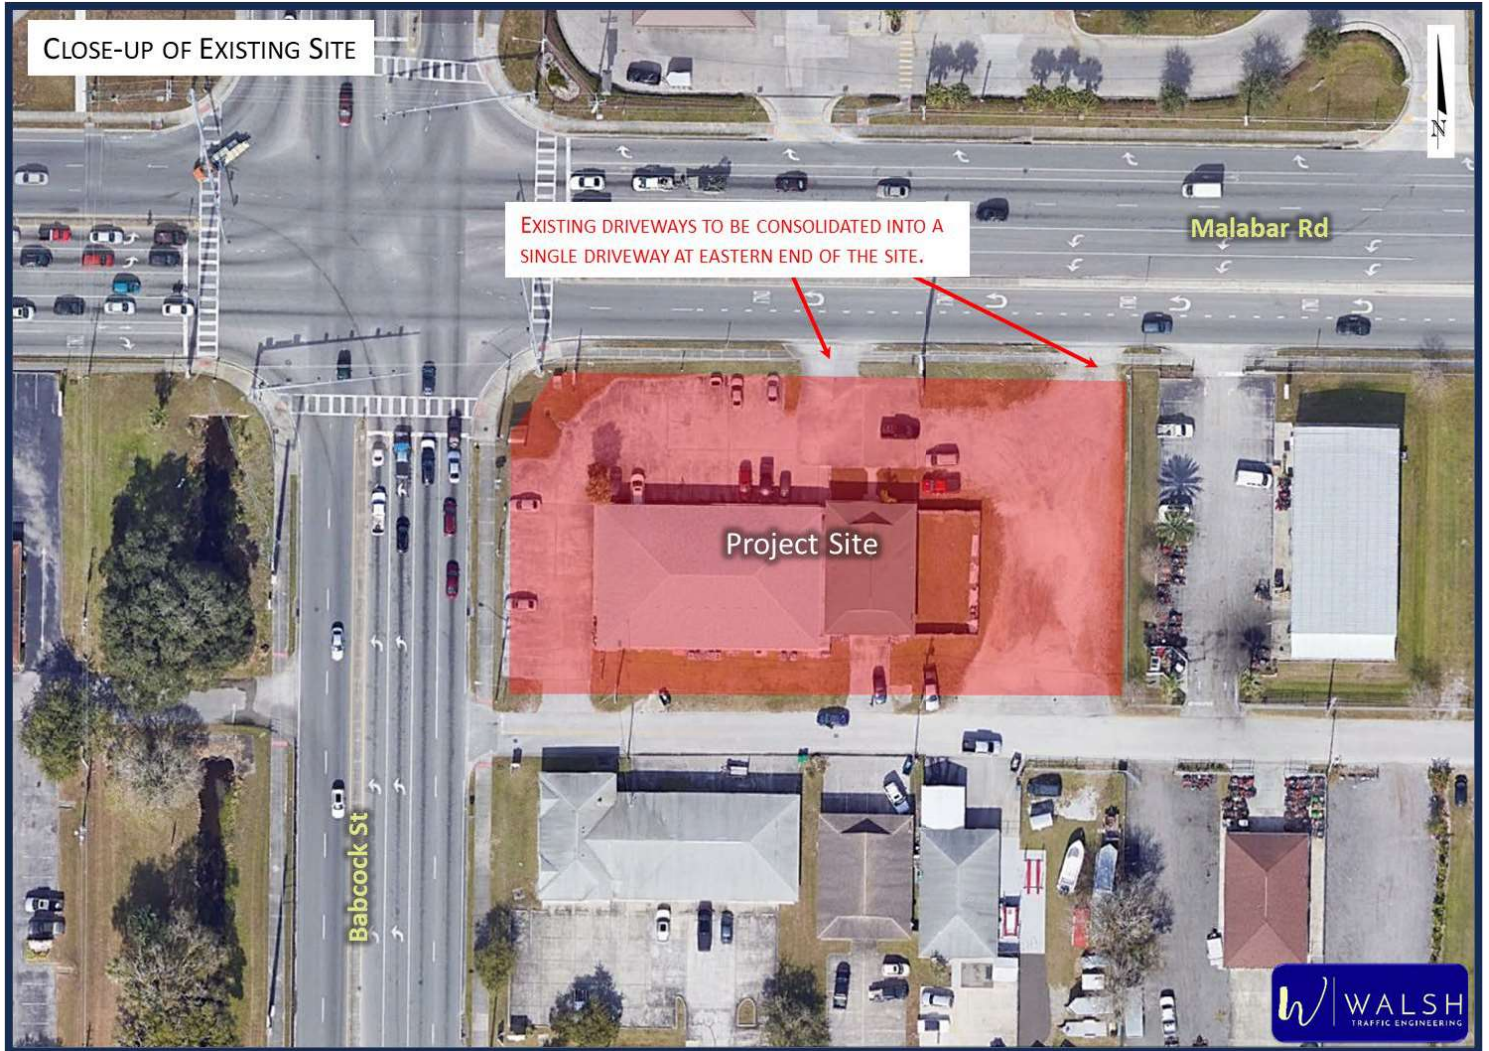 CLOSE-UP OF EXISTING SITE
N
EXISTING DRIVEWAYS TO BE CONSOLIDATED INTO A
SINGLE DRIVEWAY AT EASTERN END OF THE SITE.
Malabar Rd
Project Site
Babcock St
W WALSH
TRAFFIC ENGINEERING